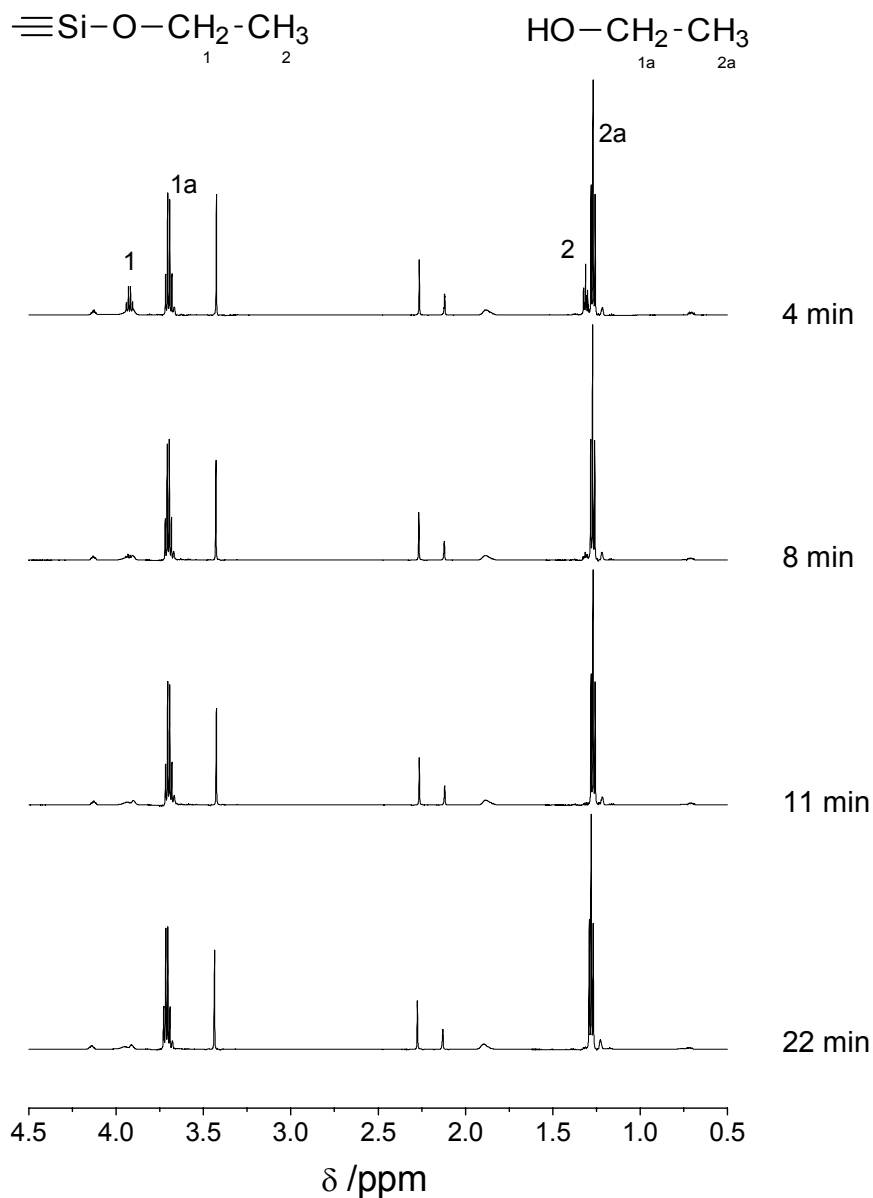 ≡Si-O-CH2-CH3
1 2
HO-CH2-CH3
1a 2a
2a
1a
2
1
4 min
8 min
11 min
22 min
4.5 4.0 3.5 3.0 2.5 2.0 1.5 1.0 0.5
δ /ppm